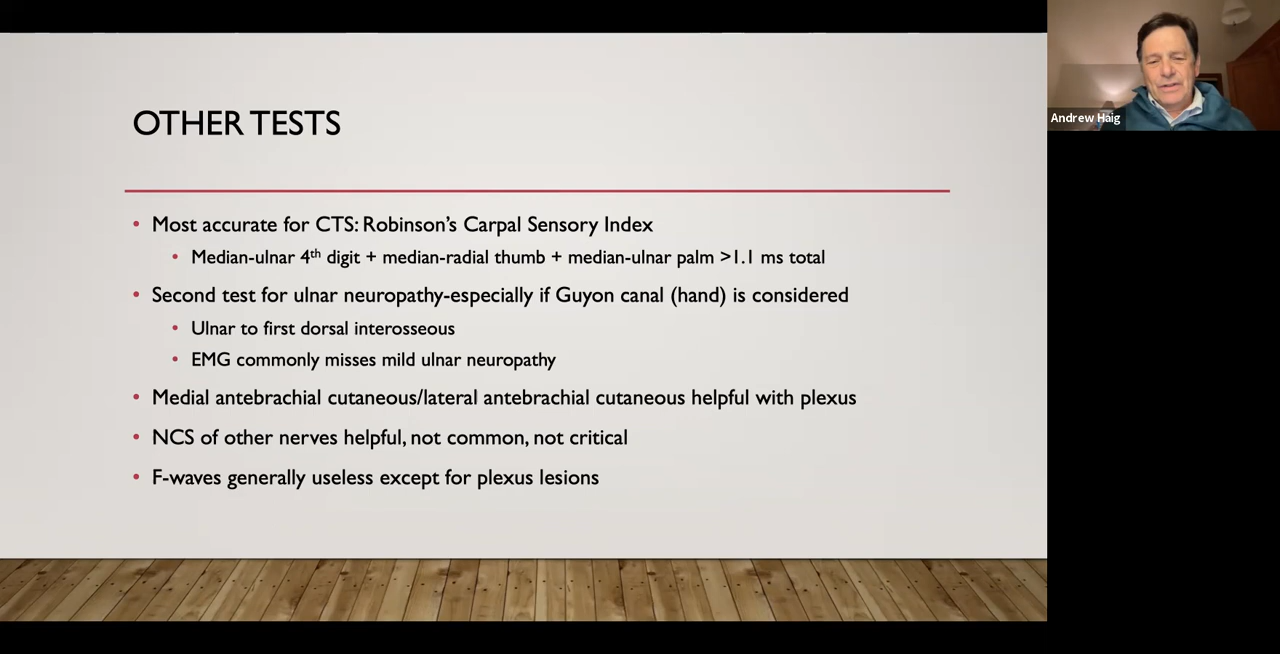 OTHER TESTS
• Most accurate for CTS: Robinson's Carpal Sensory Index
• Median-ulnar 4th digit + median-radial thumb + median-ulnar palm >1.1 ms total
• Second test for ulnar neuropathy-especially if Guyon canal (hand) is considered
• Ulnar to first dorsal interosseous
• EMG commonly misses mild ulnar neuropathy
• Medial antebrachial cutaneous/lateral antebrachial cutaneous helpful with plexus
• NCS of other nerves helpful, not common, not critical
• F-waves generally useless except for plexus lesions
Andrew Haig